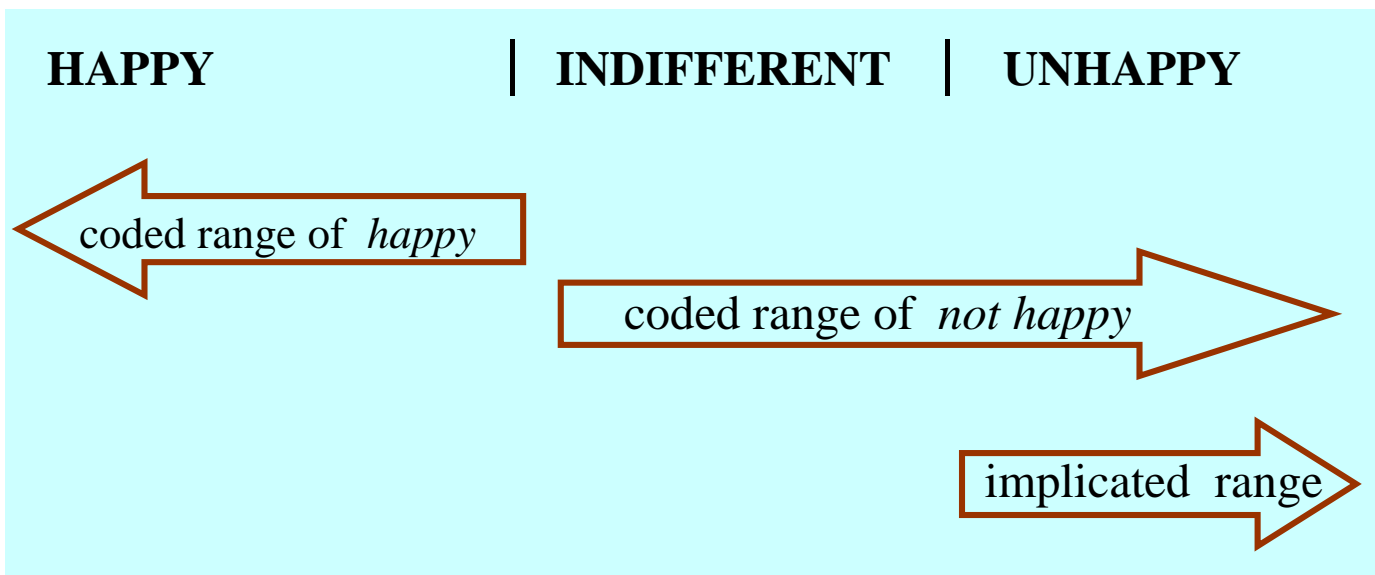 HAPPY | INDIFFERENT | UNHAPPY
coded range of happy
coded range of not happy
implicated range